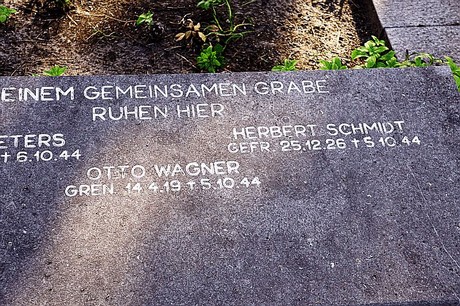 EINEM GEMEINSAMEN GRABE
RUHEN HIER
ETERS
† 6.10.44
HERBERT SCHMIDT
GEFR. 25.12.26 † 5.10.44
OTTO WAGNER
GREN. 14.4.19 † 5.10.44